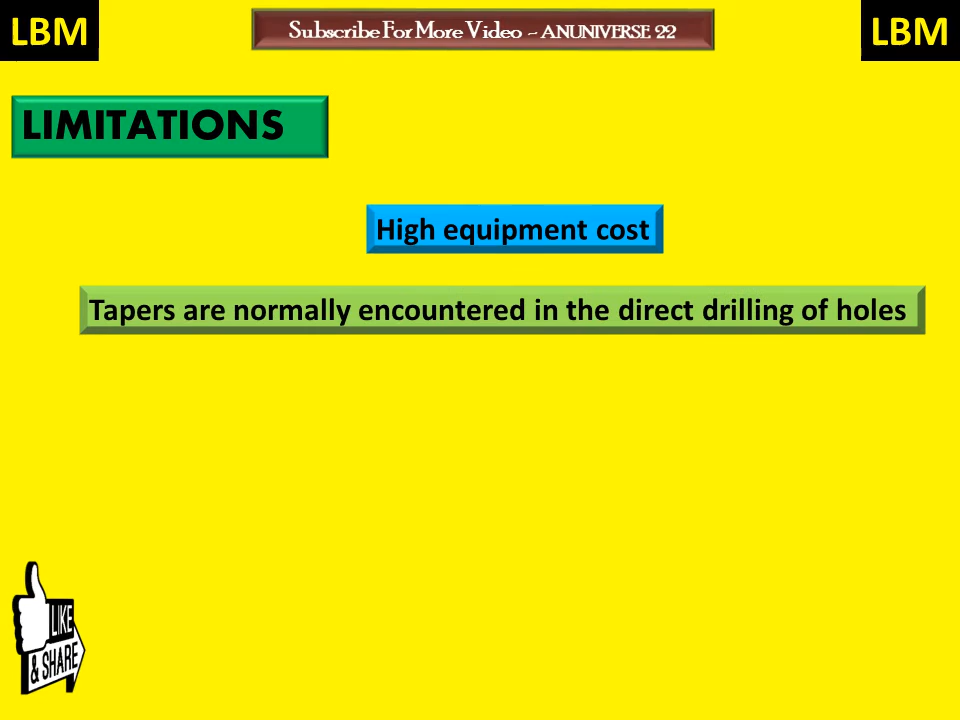 LBM
Subscribe For More Video - ANUNIVERSE 22
LBM
LIMITATIONS
High equipment cost
Tapers are normally encountered in the direct drilling of holes
LIKE
& SHARE